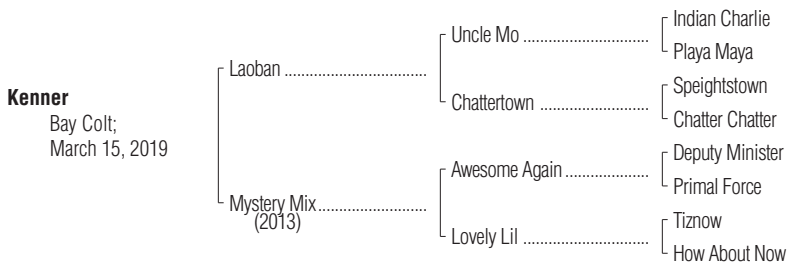 Kenner
Bay Colt;
March 15, 2019
Laoban
Mystery Mix
(2013)
Uncle Mo
Chattertown
Awesome Again
Lovely Lil
Indian Charlie
Playa Maya
Speightstown
Chatter Chatter
Deputy Minister
Primal Force
Tiznow
How About Now